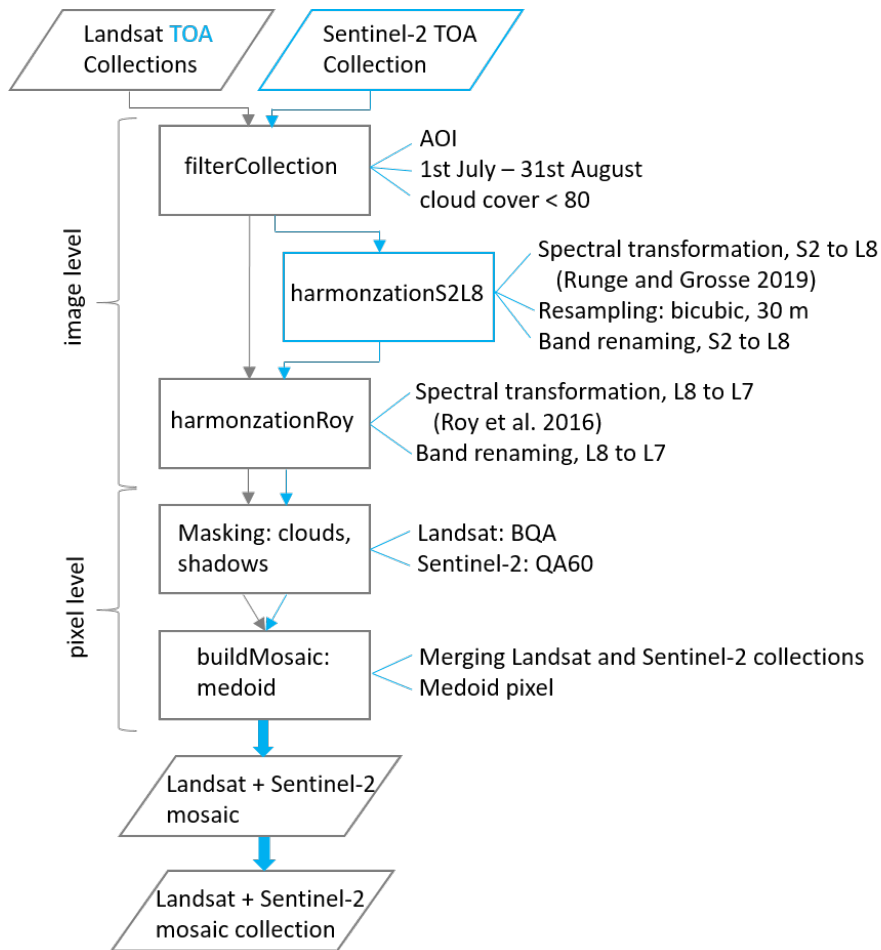 Landsat TOA
Collections
Sentinel-2 TOA
Collection
image level
filterCollection
AOI
1st July – 31st August
cloud cover < 80
harmonzationS2L8
Spectral transformation, S2 to L8
(Runge and Grosse 2019)
Resampling: bicubic, 30 m
Band renaming, S2 to L8
harmonzationRoy
Spectral transformation, L8 to L7
(Roy et al. 2016)
Band renaming, L8 to L7
pixel level
Masking: clouds,
shadows
Landsat: BQA
Sentinel-2: QA60
buildMosaic:
medoid
Merging Landsat and Sentinel-2 collections
Medoid pixel
Landsat + Sentinel-2
mosaic
Landsat + Sentinel-2
mosaic collection